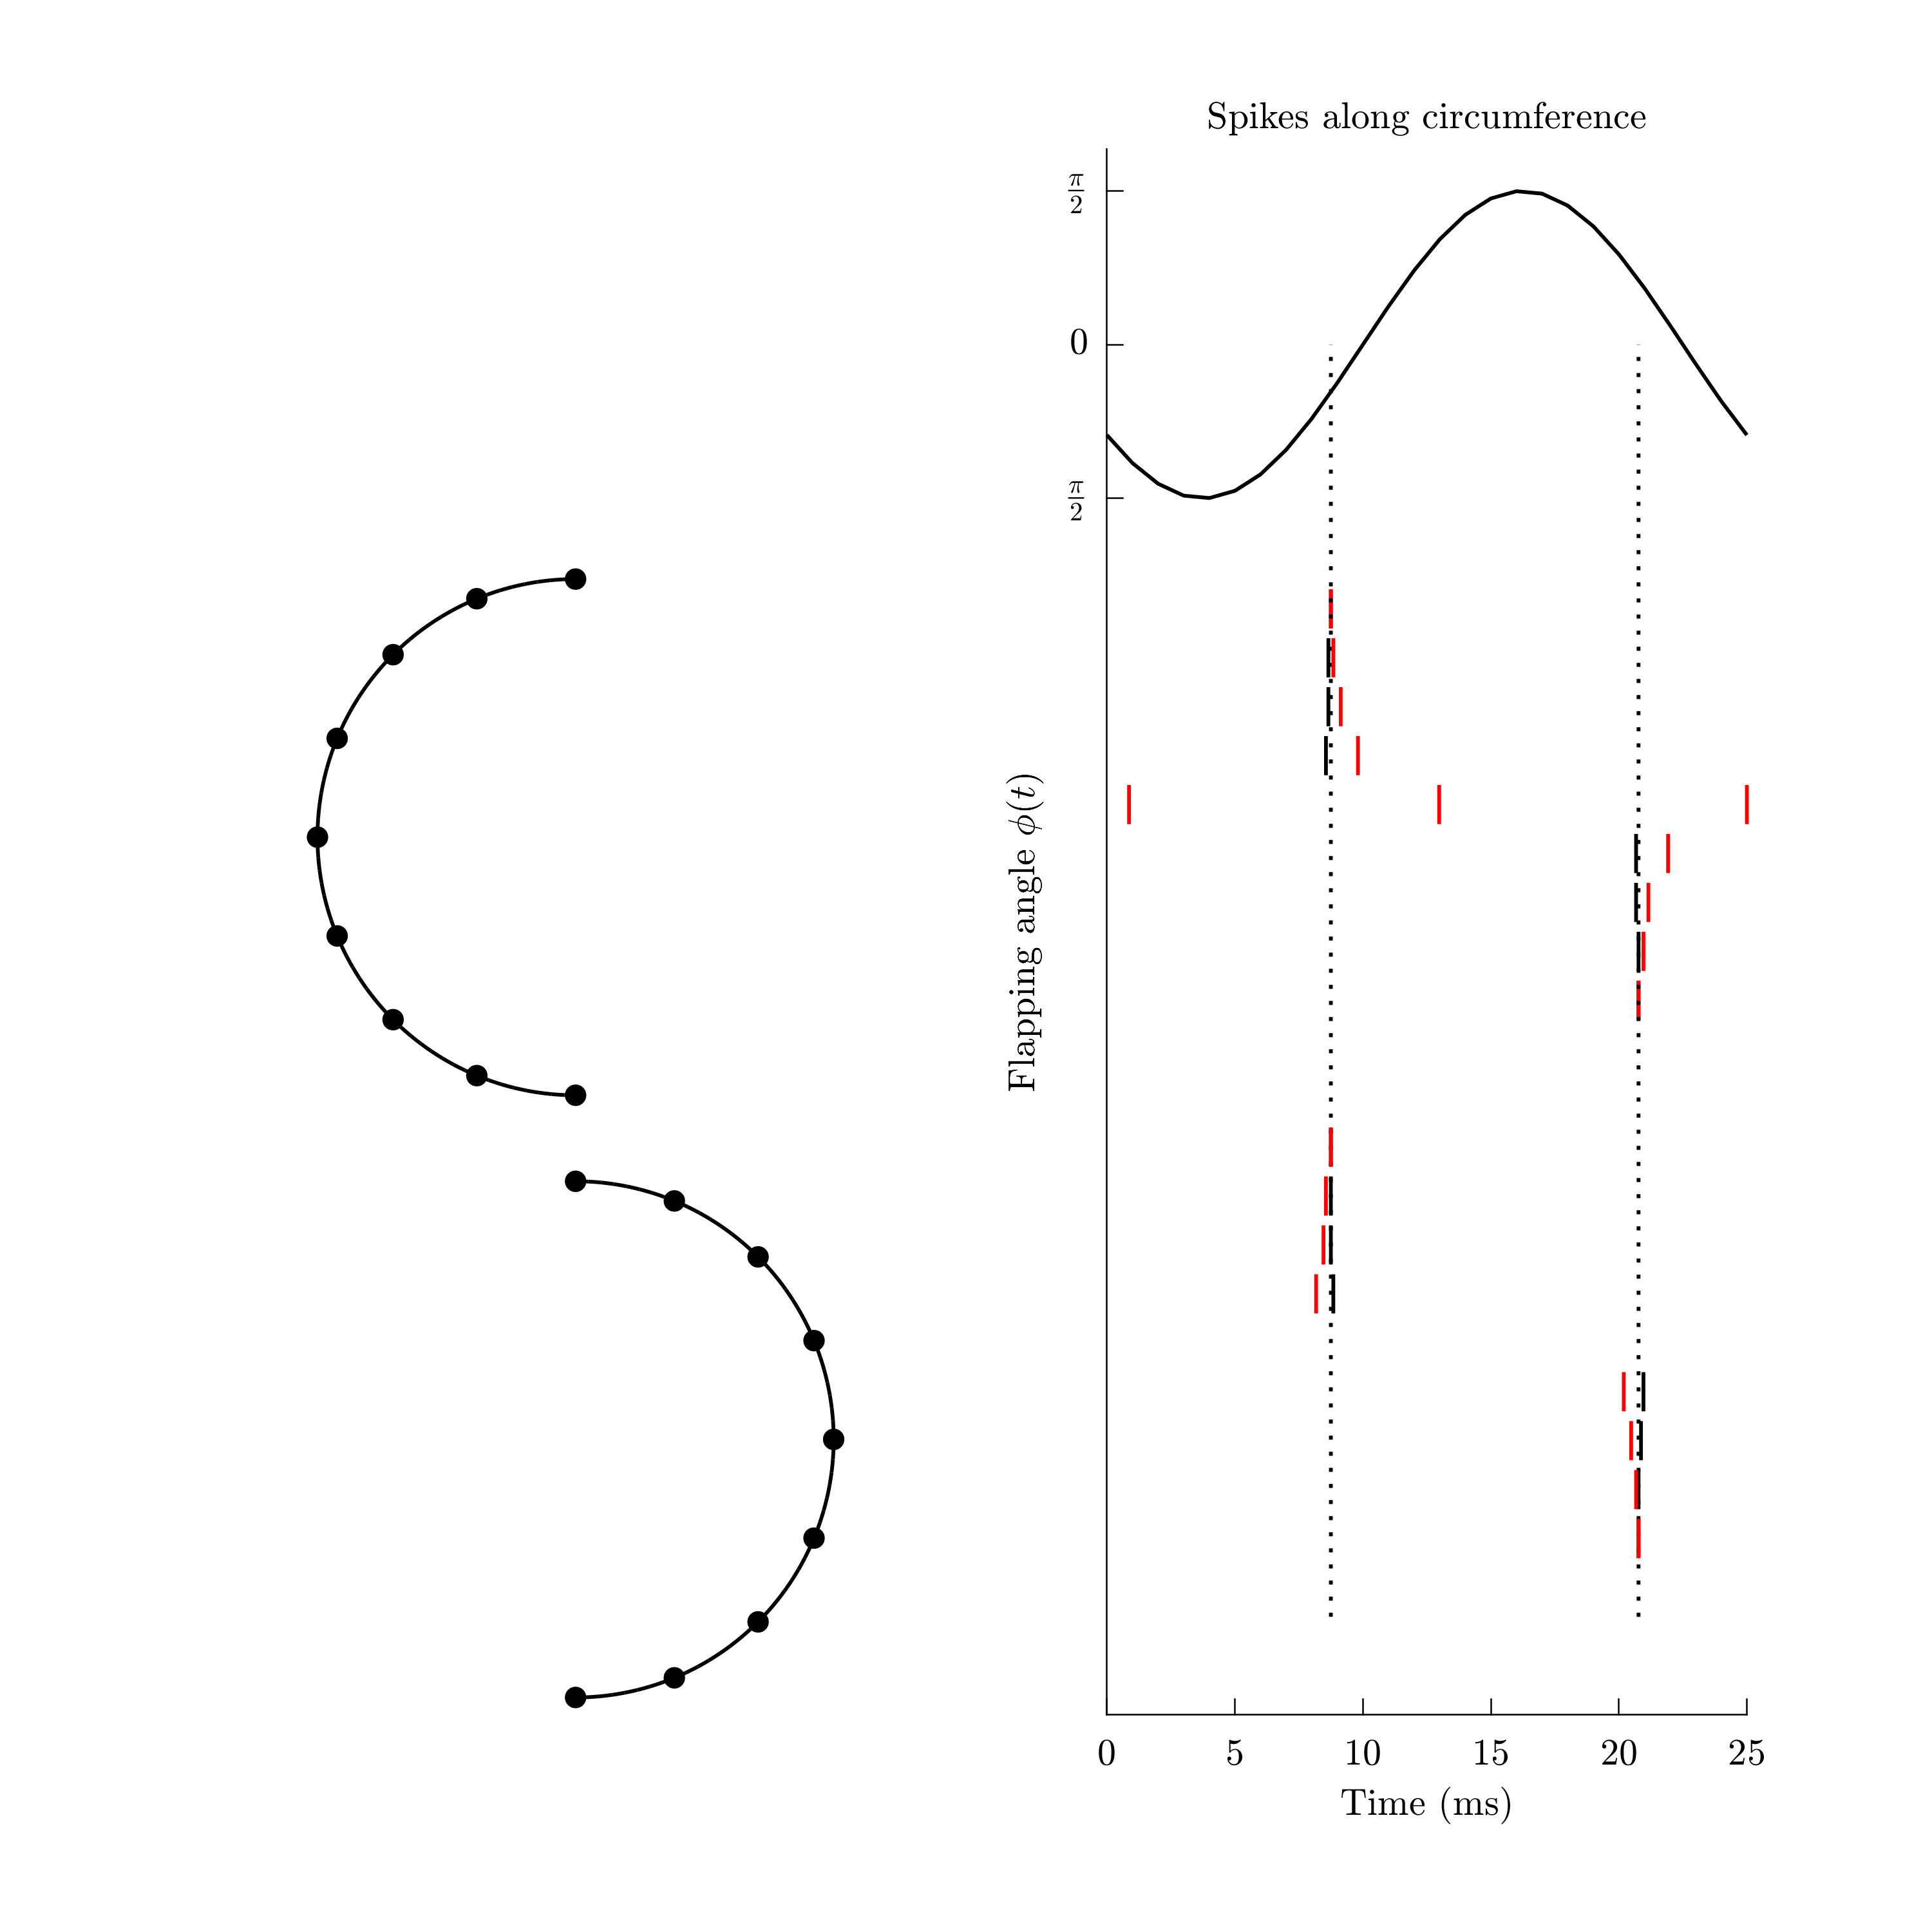 Spikes along circumference
π/2
0
π/2
Flapping angle ϕ(t)
0 5 10 15 20 25
Time (ms)